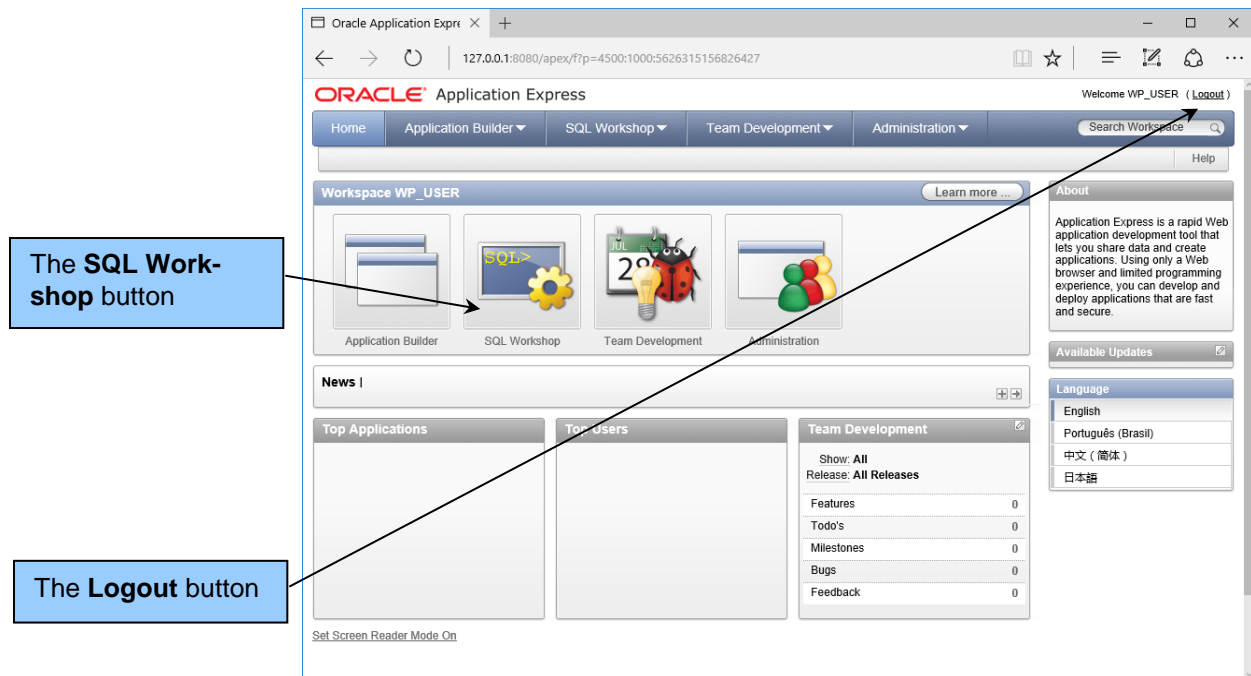 Oracle Application Expre
127.0.0.1:8080/apex/f?p=4500:1000:5626315156826427
ORACLE Application Express
Welcome WP_USER ( Logout )
Home
Application Builder
SQL Workshop
Team Development
Administration
Search Workspace
Help
Workspace WP_USER
Learn more ...
JUL
28
SQL>
Application Builder
SQL Workshop
Team Development
Administration
News |
Top Applications
Top Users
Team Development
Show: All
Release: All Releases
Features 0
Todo's 0
Milestones 0
Bugs 0
Feedback 0
Set Screen Reader Mode On
About
Application Express is a rapid Web
application development tool that
lets you share data and create
applications. Using only a Web
browser and limited programming
experience, you can develop and
deploy applications that are fast
and secure.
Available Updates
Language
English
Português (Brasil)
中文 ( 简体 )
日本語
The SQL Work-
shop button
The Logout button